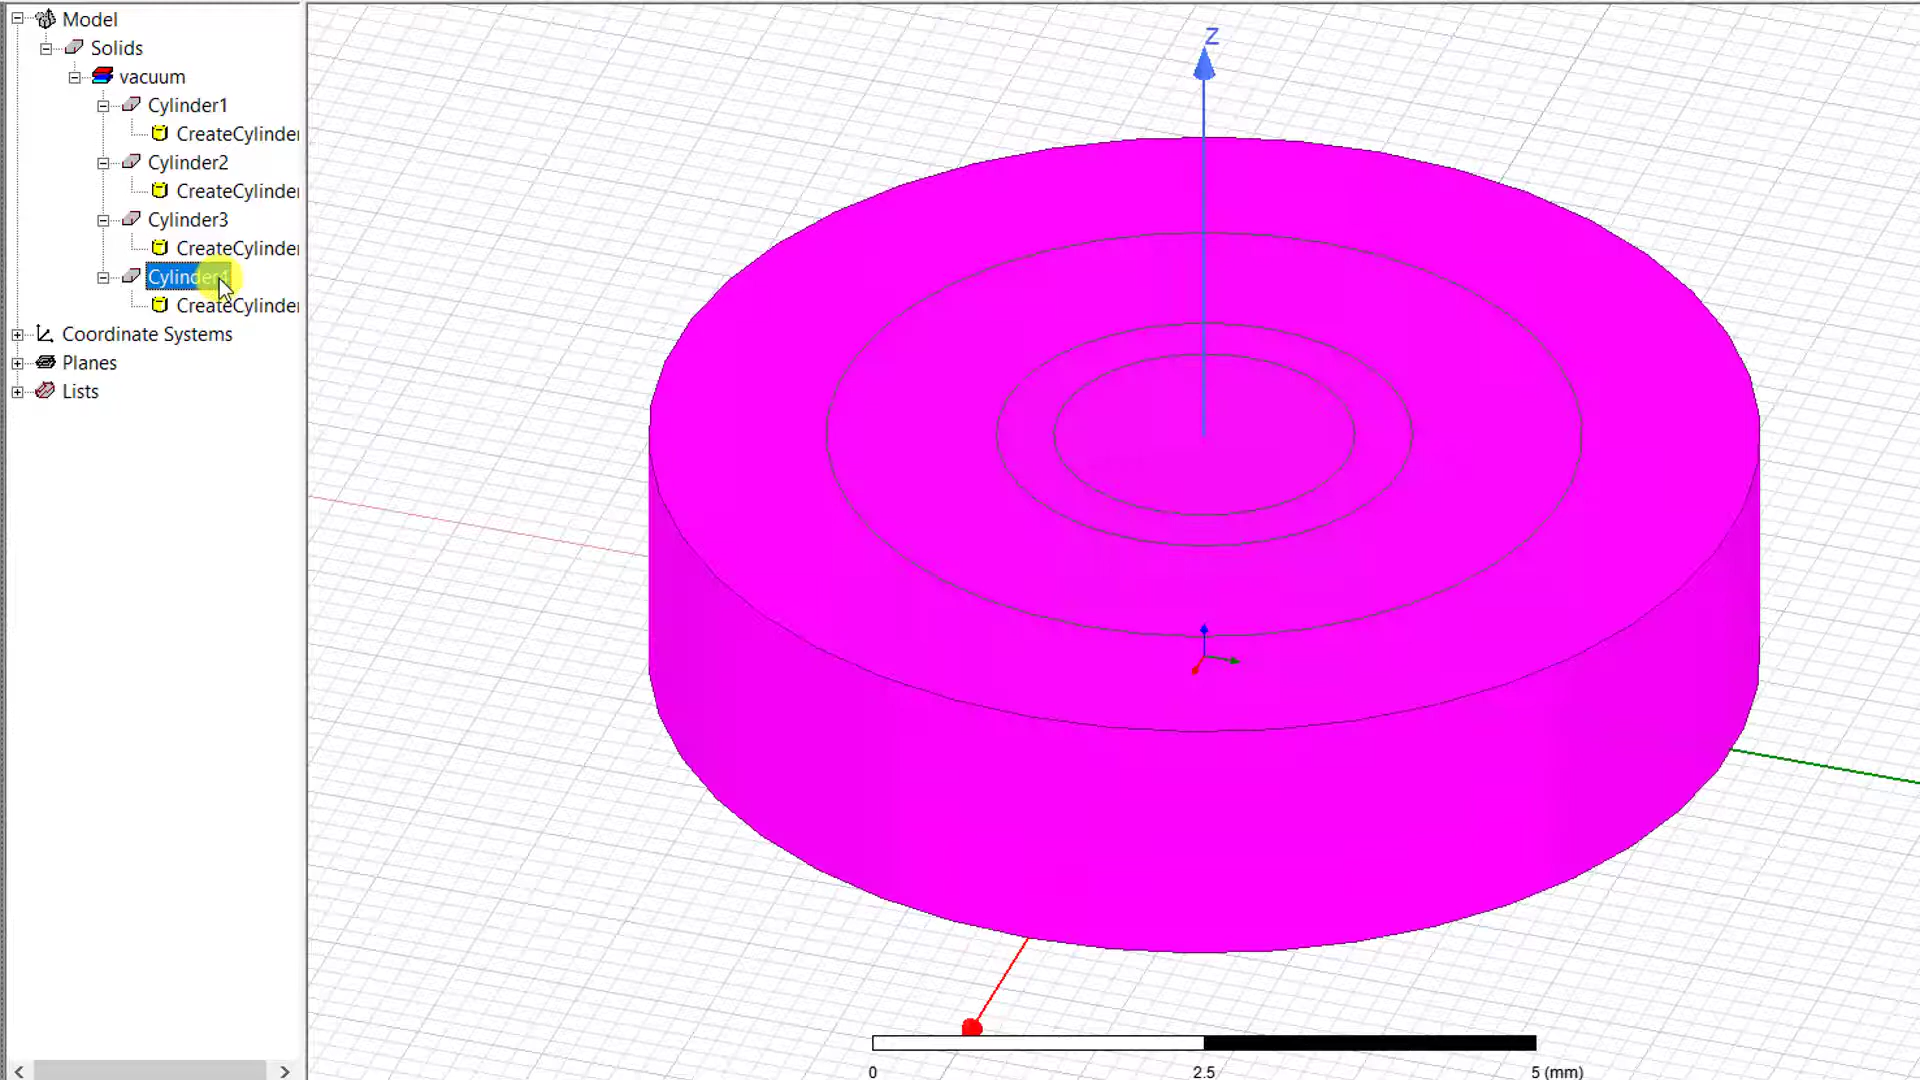 Model
Solids
vacuum
Cylinder1
CreateCylinder
Cylinder2
CreateCylinder
Cylinder3
CreateCylinder
Cylinder4
CreateCylinder
Coordinate Systems
Planes
Lists
Z
0
2.5
5 (mm)